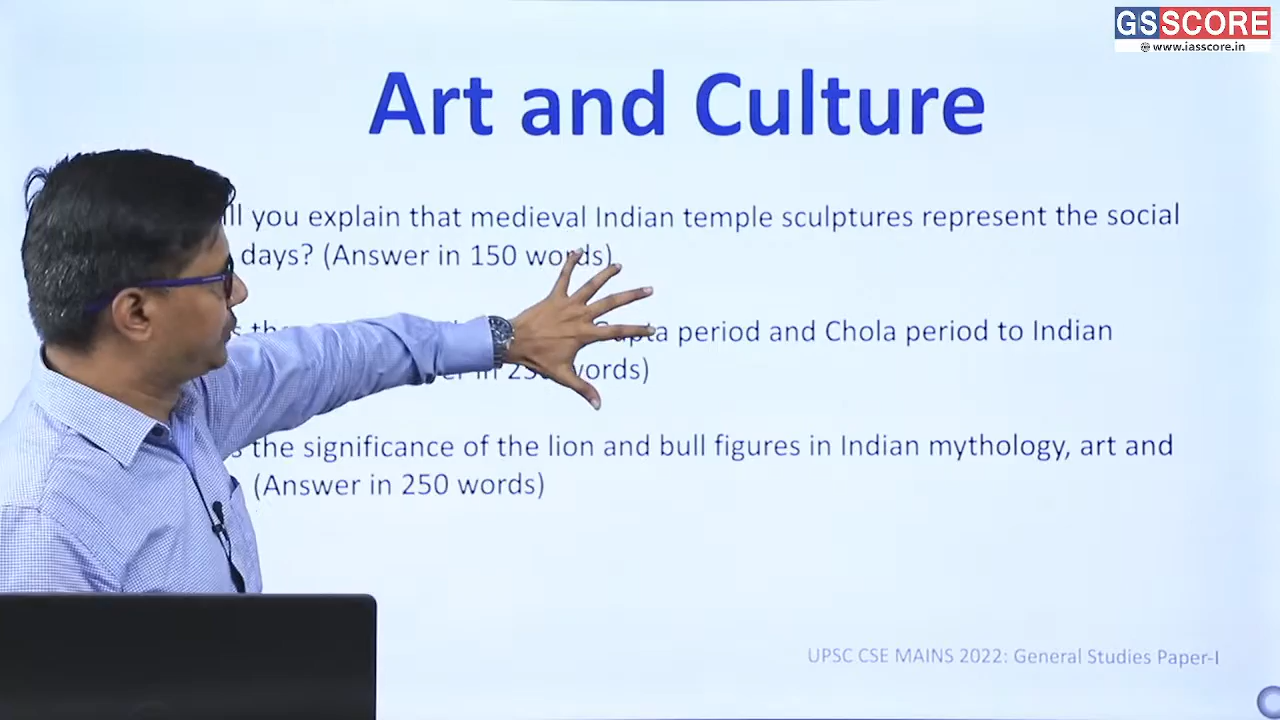 GSSCORE
www.iasscore.in
Art and Culture
you explain that medieval Indian temple sculptures represent the social
days? (Answer in 150 words)
period and Chola period to Indian
the significance of the lion and bull figures in Indian mythology, art and
(Answer in 250 words)
UPSC CSE MAINS 2022: General Studies Paper-I